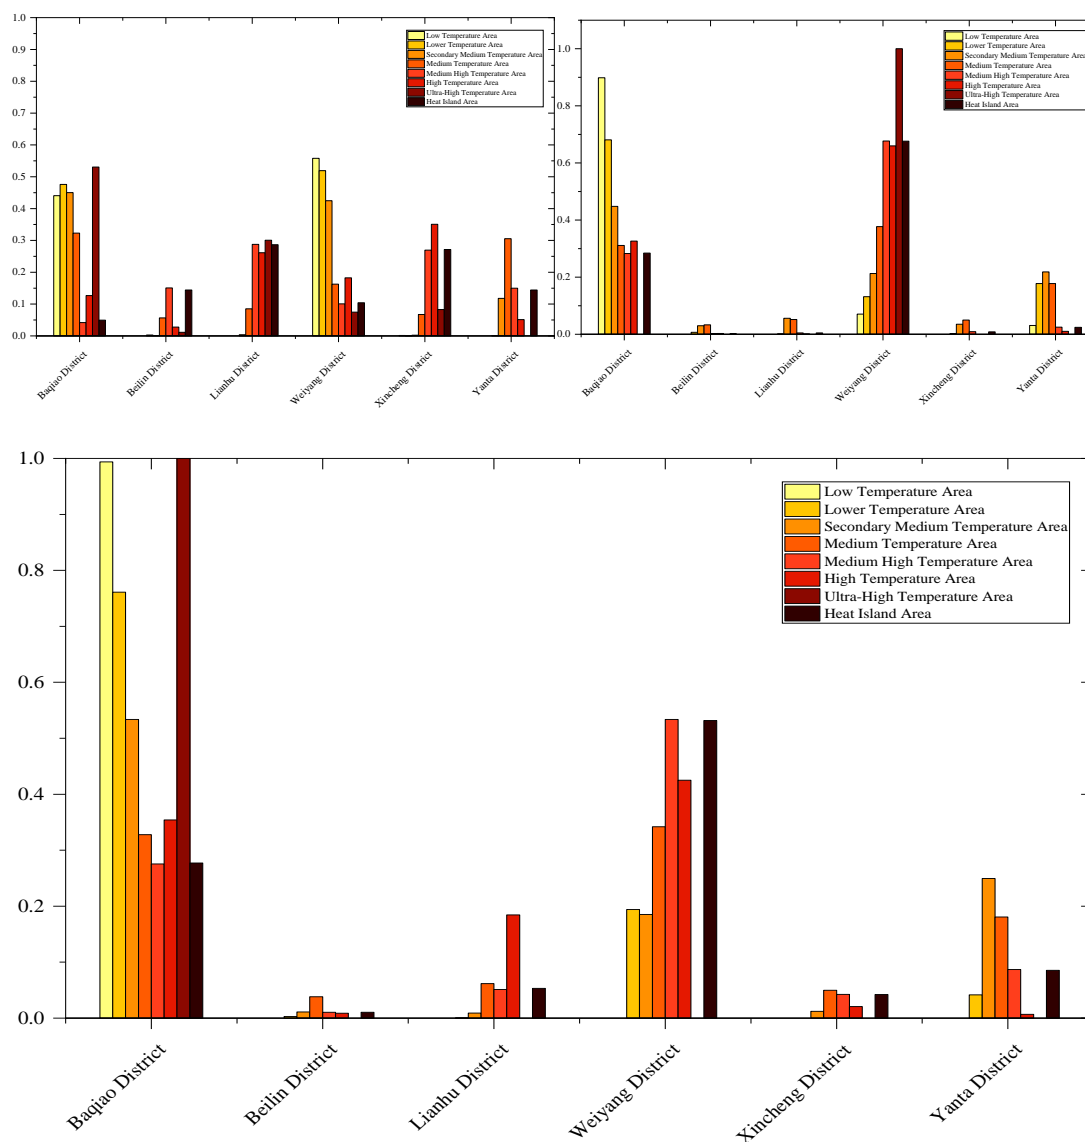 1.0
0.9
0.8
0.7
0.6
0.5
0.4
0.3
0.2
0.1
0.0
Low Temperature Area
Lower Temperature Area
Secondary Medium Temperature Area
Medium Temperature Area
Medium High Temperature Area
High Temperature Area
Ultra-High Temperature Area
Heat Island Area
Baqiao District
Beilin District
Lianhu District
Weiyang District
Xincheng District
Yanta District
1.0
0.8
0.6
0.4
0.2
0.0
Low Temperature Area
Lower Temperature Area
Secondary Medium Temperature Area
Medium Temperature Area
Medium High Temperature Area
High Temperature Area
Ultra-High Temperature Area
Heat Island Area
Baqiao District
Beilin District
Lianhu District
Weiyang District
Xincheng District
Yanta District
1.0
0.8
0.6
0.4
0.2
0.0
Low Temperature Area
Lower Temperature Area
Secondary Medium Temperature Area
Medium Temperature Area
Medium High Temperature Area
High Temperature Area
Ultra-High Temperature Area
Heat Island Area
Baqiao District
Beilin District
Lianhu District
Weiyang District
Xincheng District
Yanta District